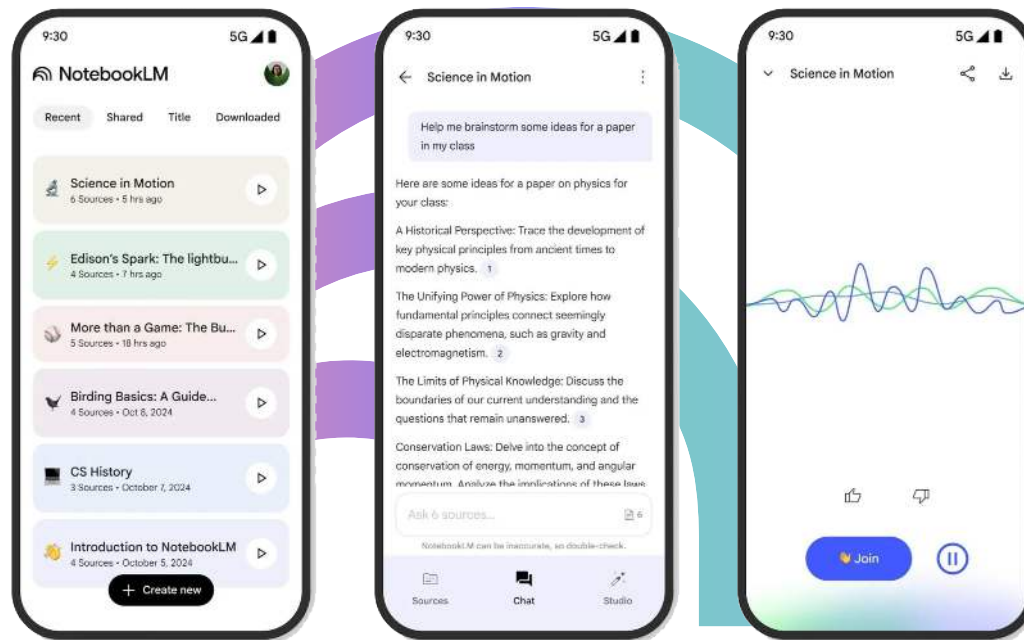 9:30
5G
NotebookLM
Recent Shared Title Downloaded
Science in Motion
6 Sources • 5 hrs ago
Edison's Spark: The lightbu...
4 Sources • 7 hrs ago
More than a Game: The Bu...
5 Sources • 18 hrs ago
Birding Basics: A Guide...
4 Sources • Oct 8, 2024
CS History
3 Sources • October 7, 2024
Introduction to NotebookLM
4 Sources • October 5, 2024
+ Create new
9:30
5G
Science in Motion
Help me brainstorm some ideas for a paper
in my class
Here are some ideas for a paper on physics for
your class:
A Historical Perspective: Trace the development of
key physical principles from ancient times to
modern physics. 1
The Unifying Power of Physics: Explore how
fundamental principles connect seemingly
disparate phenomena, such as gravity and
electromagnetism. 2
The Limits of Physical Knowledge: Discuss the
boundaries of our current understanding and the
questions that remain unanswered. 3
Conservation Laws: Delve into the concept of
conservation of energy, momentum, and angular
momentum. Analyze the implications of these laws
Ask 6 sources... 6
NotebookLM can be inaccurate, so double-check.
Sources Chat Studio
9:30
5G
Science in Motion
Join